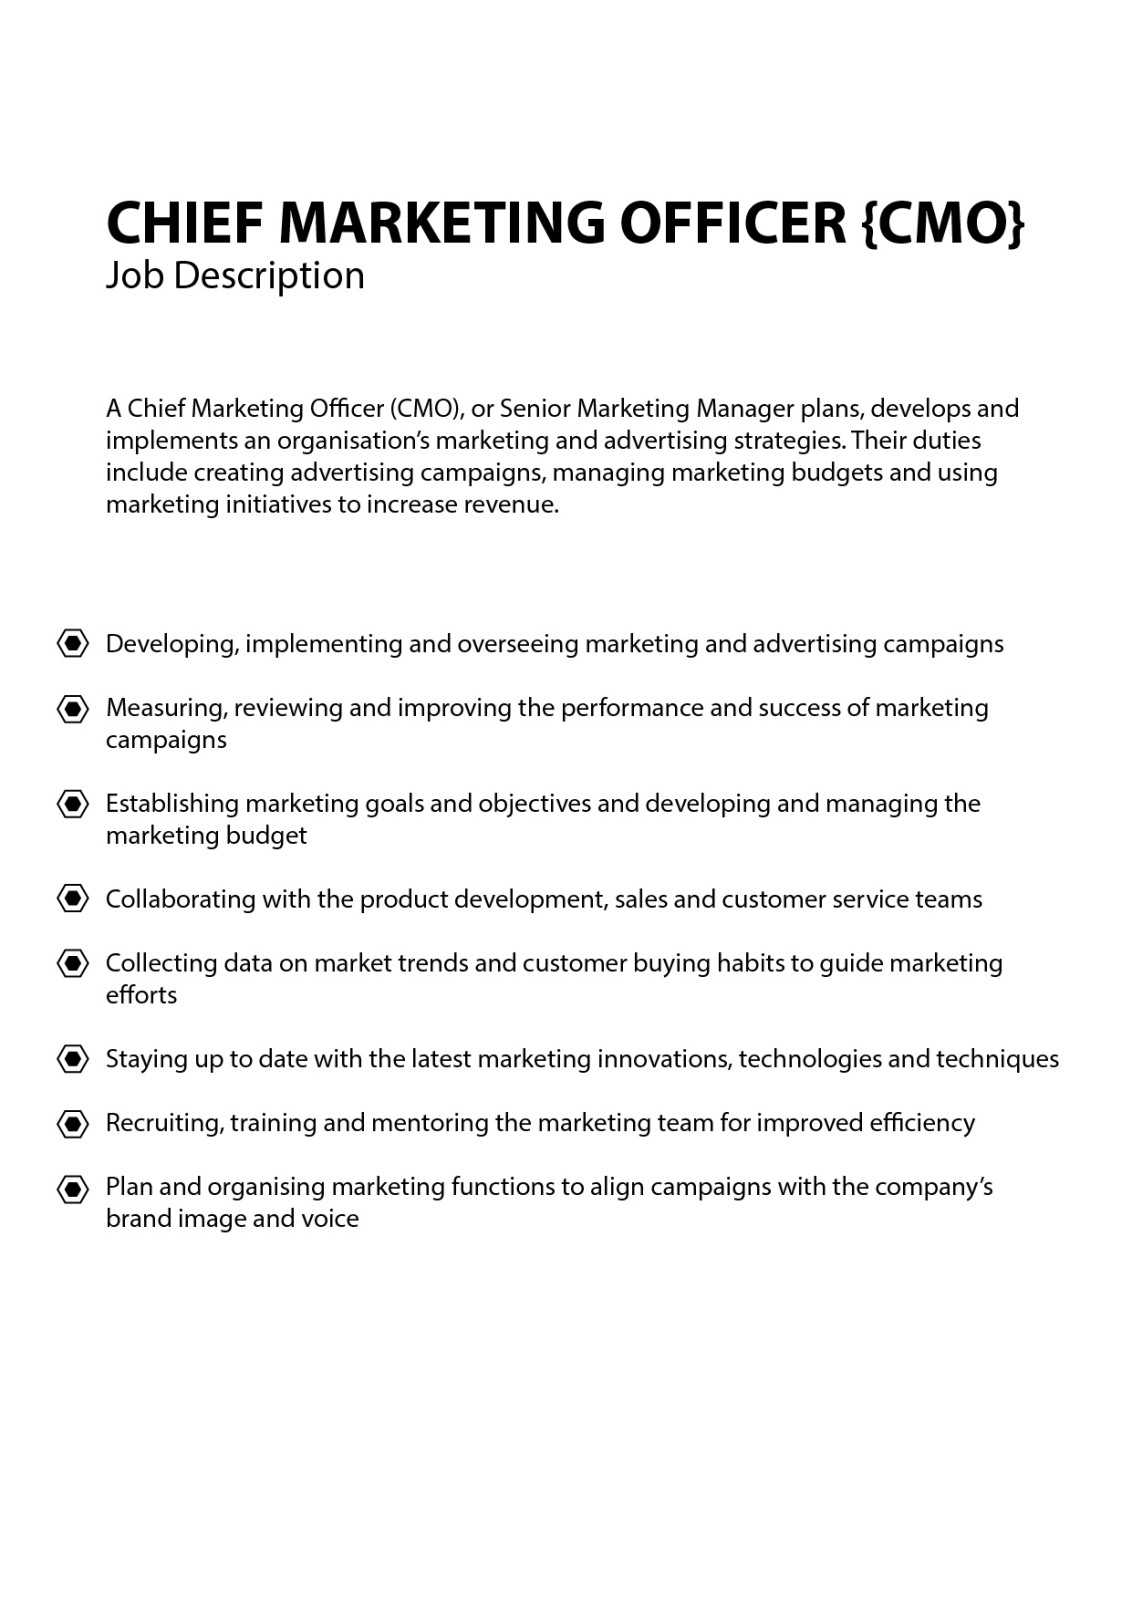 CHIEF MARKETING OFFICER {CMO}
Job Description
A Chief Marketing Officer (CMO), or Senior Marketing Manager plans, develops and
implements an organisation’s marketing and advertising strategies. Their duties
include creating advertising campaigns, managing marketing budgets and using
marketing initiatives to increase revenue.
Developing, implementing and overseeing marketing and advertising campaigns
Measuring, reviewing and improving the performance and success of marketing
campaigns
Establishing marketing goals and objectives and developing and managing the
marketing budget
Collaborating with the product development, sales and customer service teams
Collecting data on market trends and customer buying habits to guide marketing
efforts
Staying up to date with the latest marketing innovations, technologies and techniques
Recruiting, training and mentoring the marketing team for improved efficiency
Plan and organising marketing functions to align campaigns with the company’s
brand image and voice